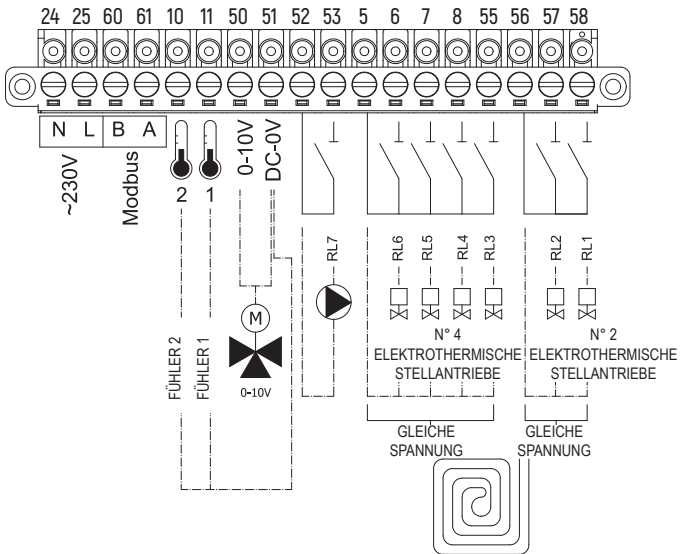 24 25 60 61 10 11 50 51 52 53 5 6 7 8 55 56 57 58
N L B A
~230V
Modbus
2 1
0-10V
DC-0V
RL7
RL6
RL5
RL4
RL3
RL2
RL1
M
0-10V
FÜHLER 2
FÜHLER 1
N° 4
ELEKTROTHERMISCHE
STELLANTRIEBE
N° 2
ELEKTROTHERMISCHE
STELLANTRIEBE
GLEICHE
SPANNUNG
GLEICHE
SPANNUNG